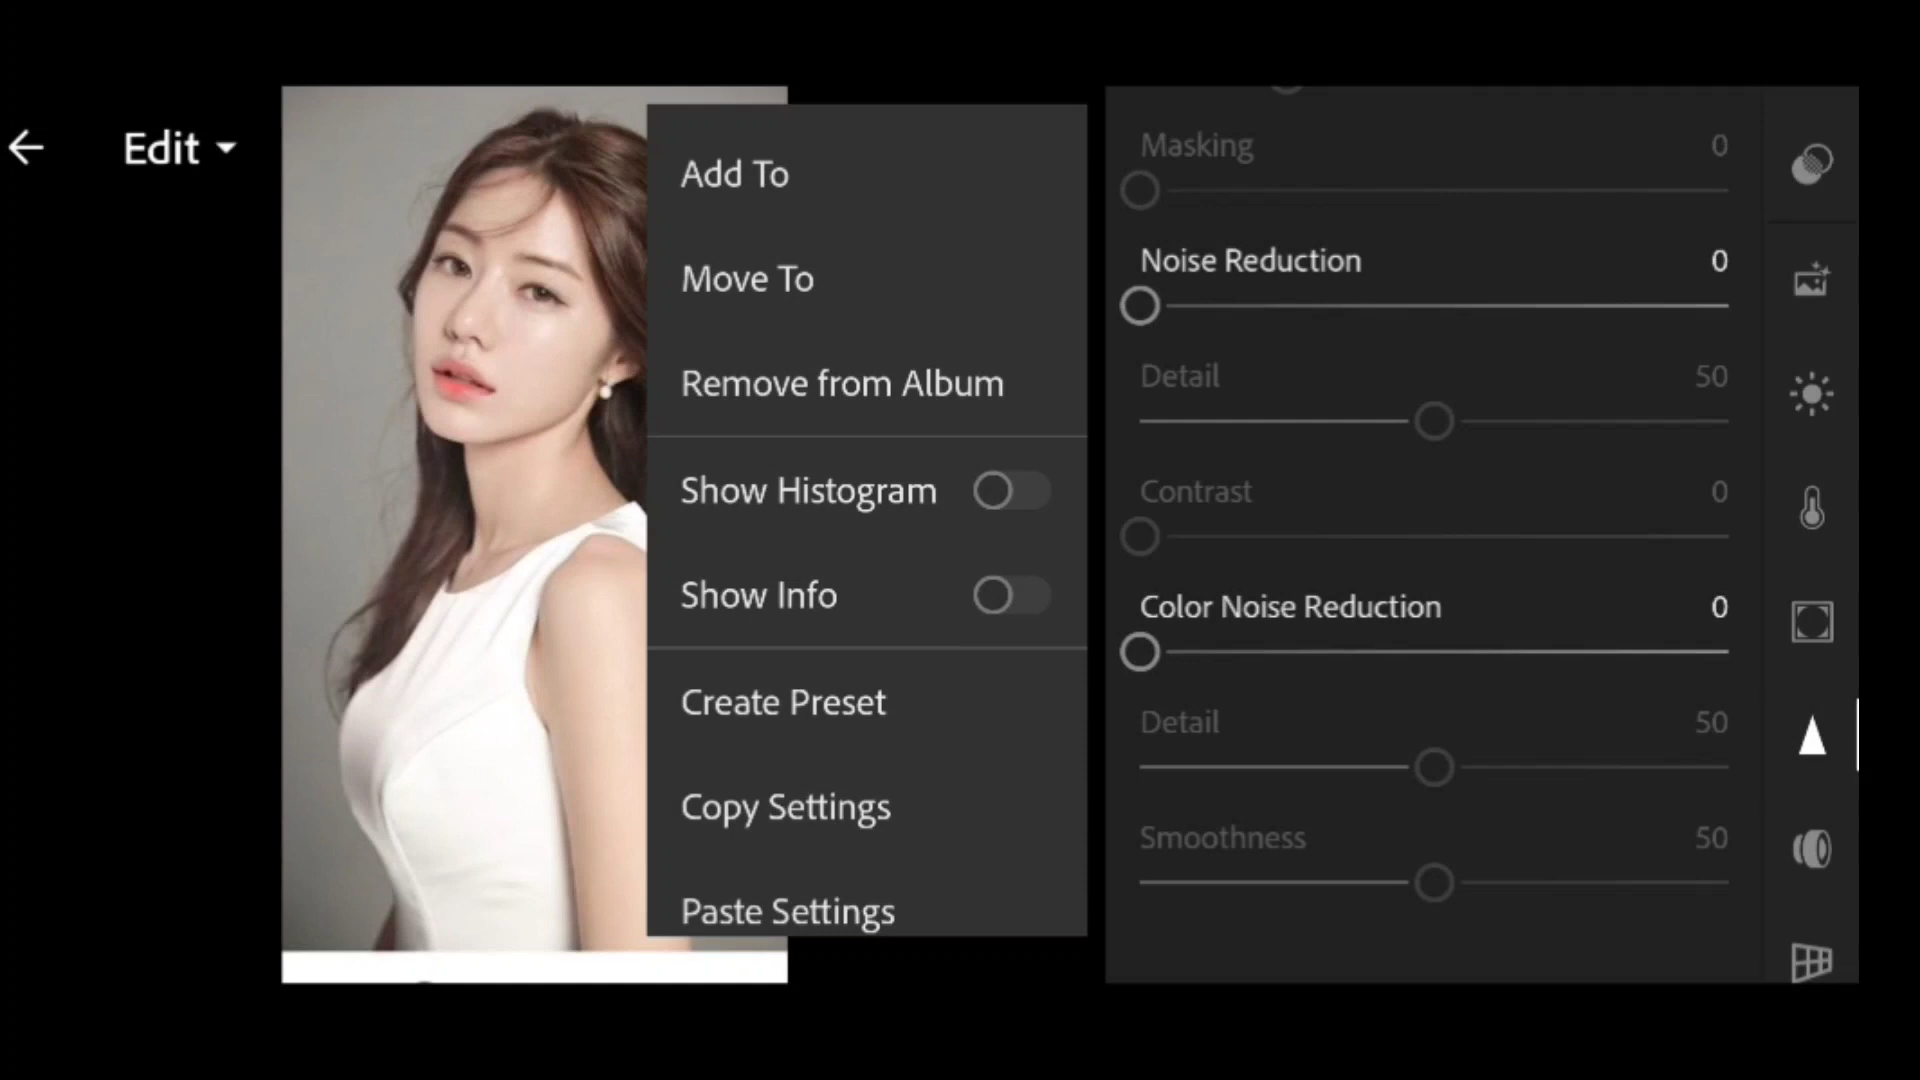 Edit
Add To
Move To
Remove from Album
Show Histogram
Show Info
Create Preset
Copy Settings
Paste Settings
Masking 0
Noise Reduction 0
Detail 50
Contrast 0
Color Noise Reduction 0
Detail 50
Smoothness 50